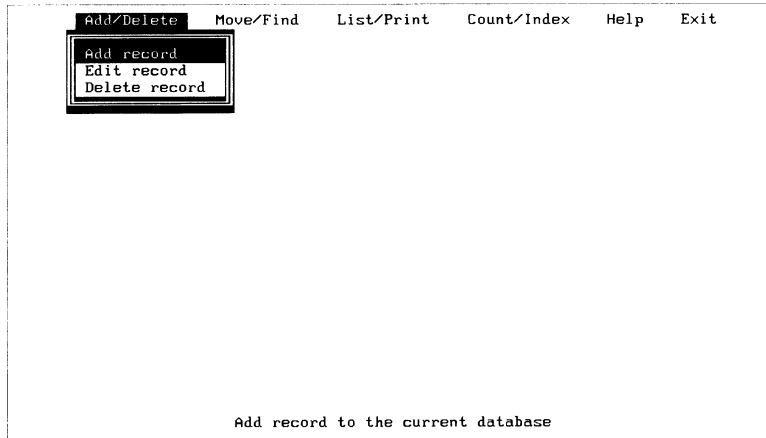 Add/Delete Move/Find List/Print Count/Index Help Exit
Add record
Edit record
Delete record
Add record to the current database